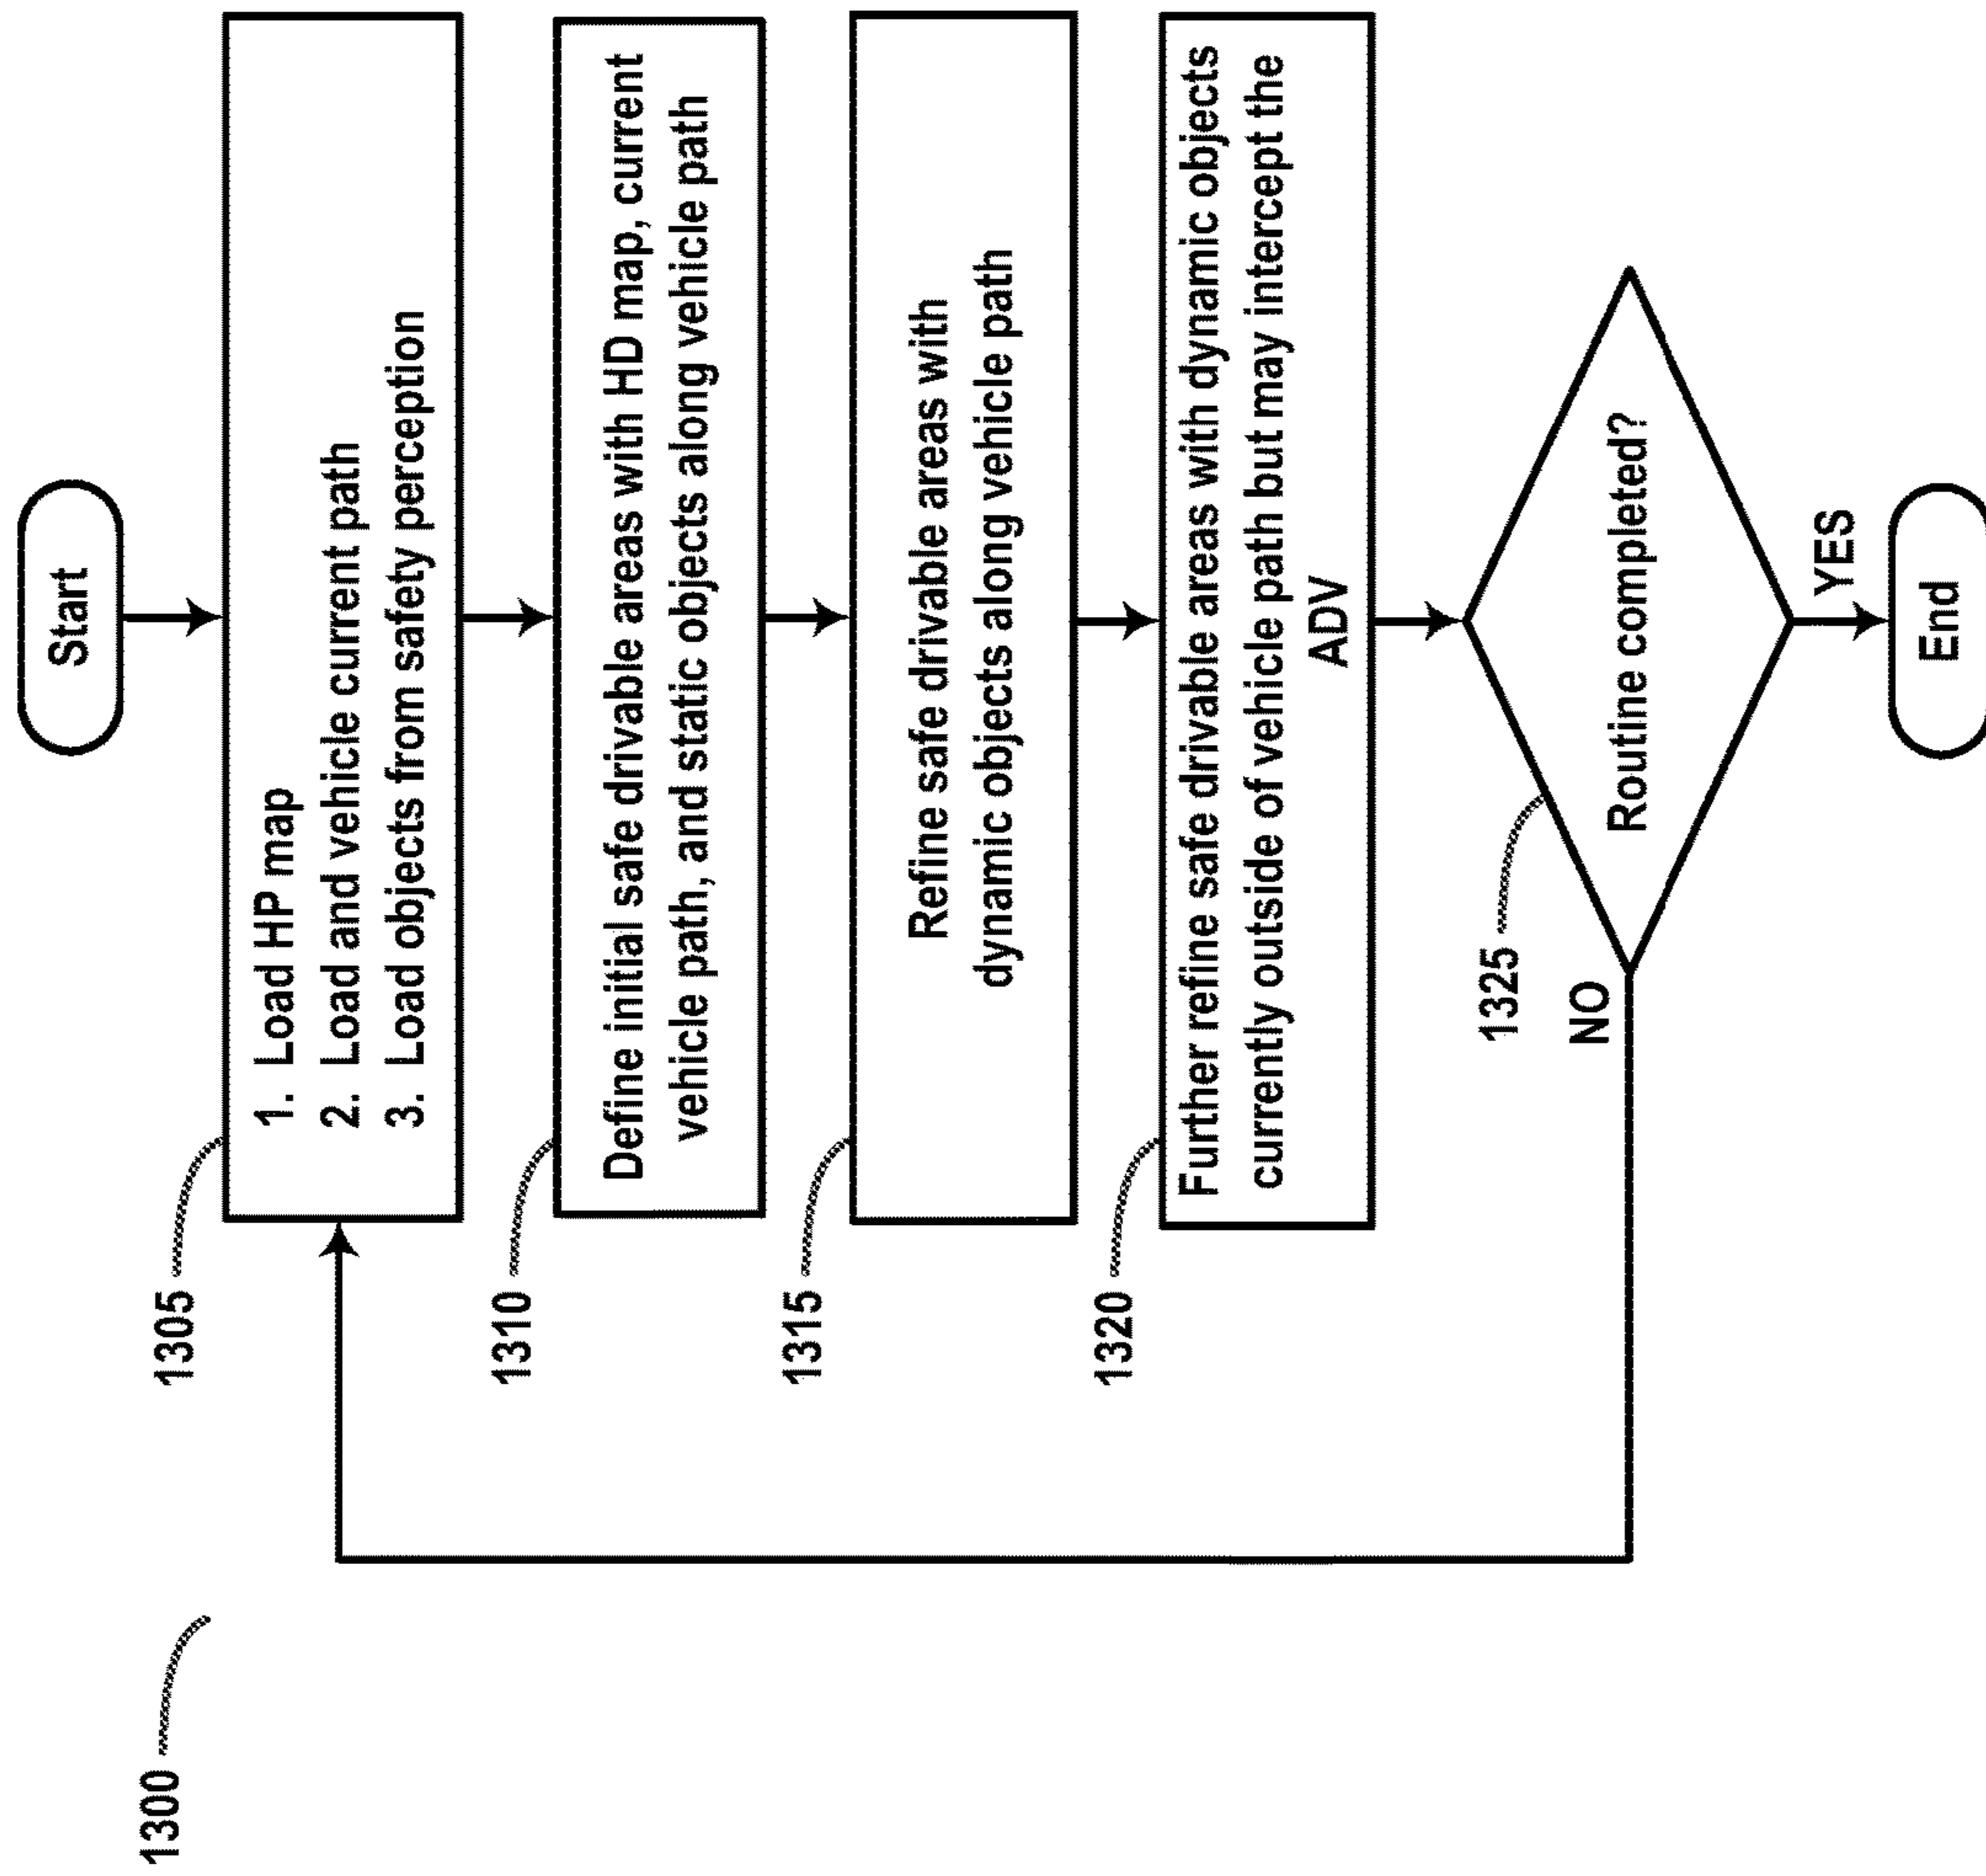 1300
Start
1305
1. Load HP map
2. Load and vehicle current path
3. Load objects from safety perception
1310
Define initial safe drivable areas with HD map, current
vehicle path, and static objects along vehicle path
1315
Refine safe drivable areas with
dynamic objects along vehicle path
1320
Further refine safe drivable areas with dynamic objects
currently outside of vehicle path but may intercept the
ADV
1325
Routine completed?
NO
YES
End